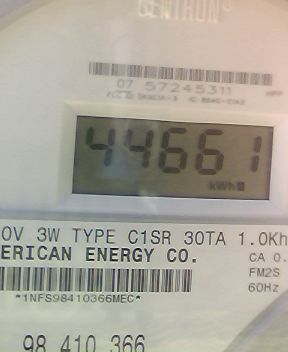 CENTRON®
07 57245311
44661
kWh
0V 3W TYPE C1SR 30TA 1.0Kh
ERICAN ENERGY CO.
CA 0.
FM2S
60Hz
*1NFS98410366MEC*
98 410 366